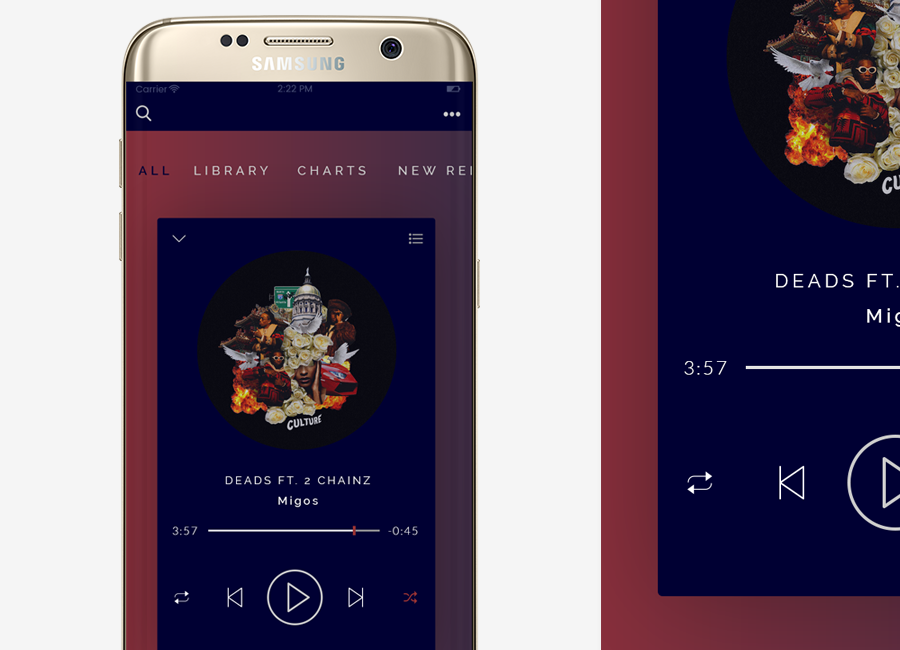 SAMSUNG
Carrier 2:22 PM
ALL LIBRARY CHARTS NEW REI
CULTURE
DEADS FT. 2 CHAINZ
Migos
3:57 -0:45
CU
DEADS FT.
Mig
3:57